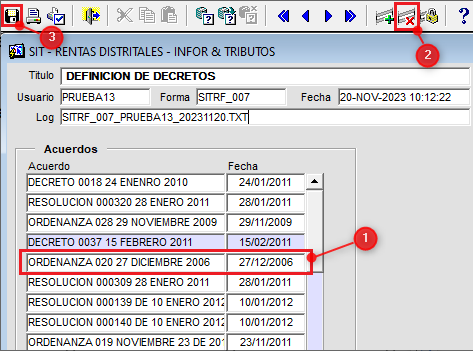 3
2
SIT - RENTAS DISTRITALES - INFOR & TRIBUTOS
Titulo DEFINICION DE DECRETOS
Usuario PRUEBA13 Forma SITRF_007 Fecha 20-NOV-2023 10:12:22
Log SITRF_007_PRUEBA13_20231120.TXT
Acuerdos
Acuerdo Fecha
DECRETO 0018 24 ENENRO 2010 24/01/2011
RESOLUCION 000320 28 ENERO 2011 28/01/2011
ORDENANZA 028 29 NOVIEMBRE 2009 29/11/2009
1
DECRETO 0037 15 FEBRERO 2011 15/02/2011
ORDENANZA 020 27 DICIEMBRE 2006 27/12/2006
RESOLUCION 000309 28 ENERO 2011 28/01/2011
RESOLUCION 000139 DE 10 ENERO 2012 10/01/2012
RESOLUCION 000140 DE 10 ENERO 2012 10/01/2012
ORDENANZA 019 NOVIEMBRE 23 DE 201 23/11/2011